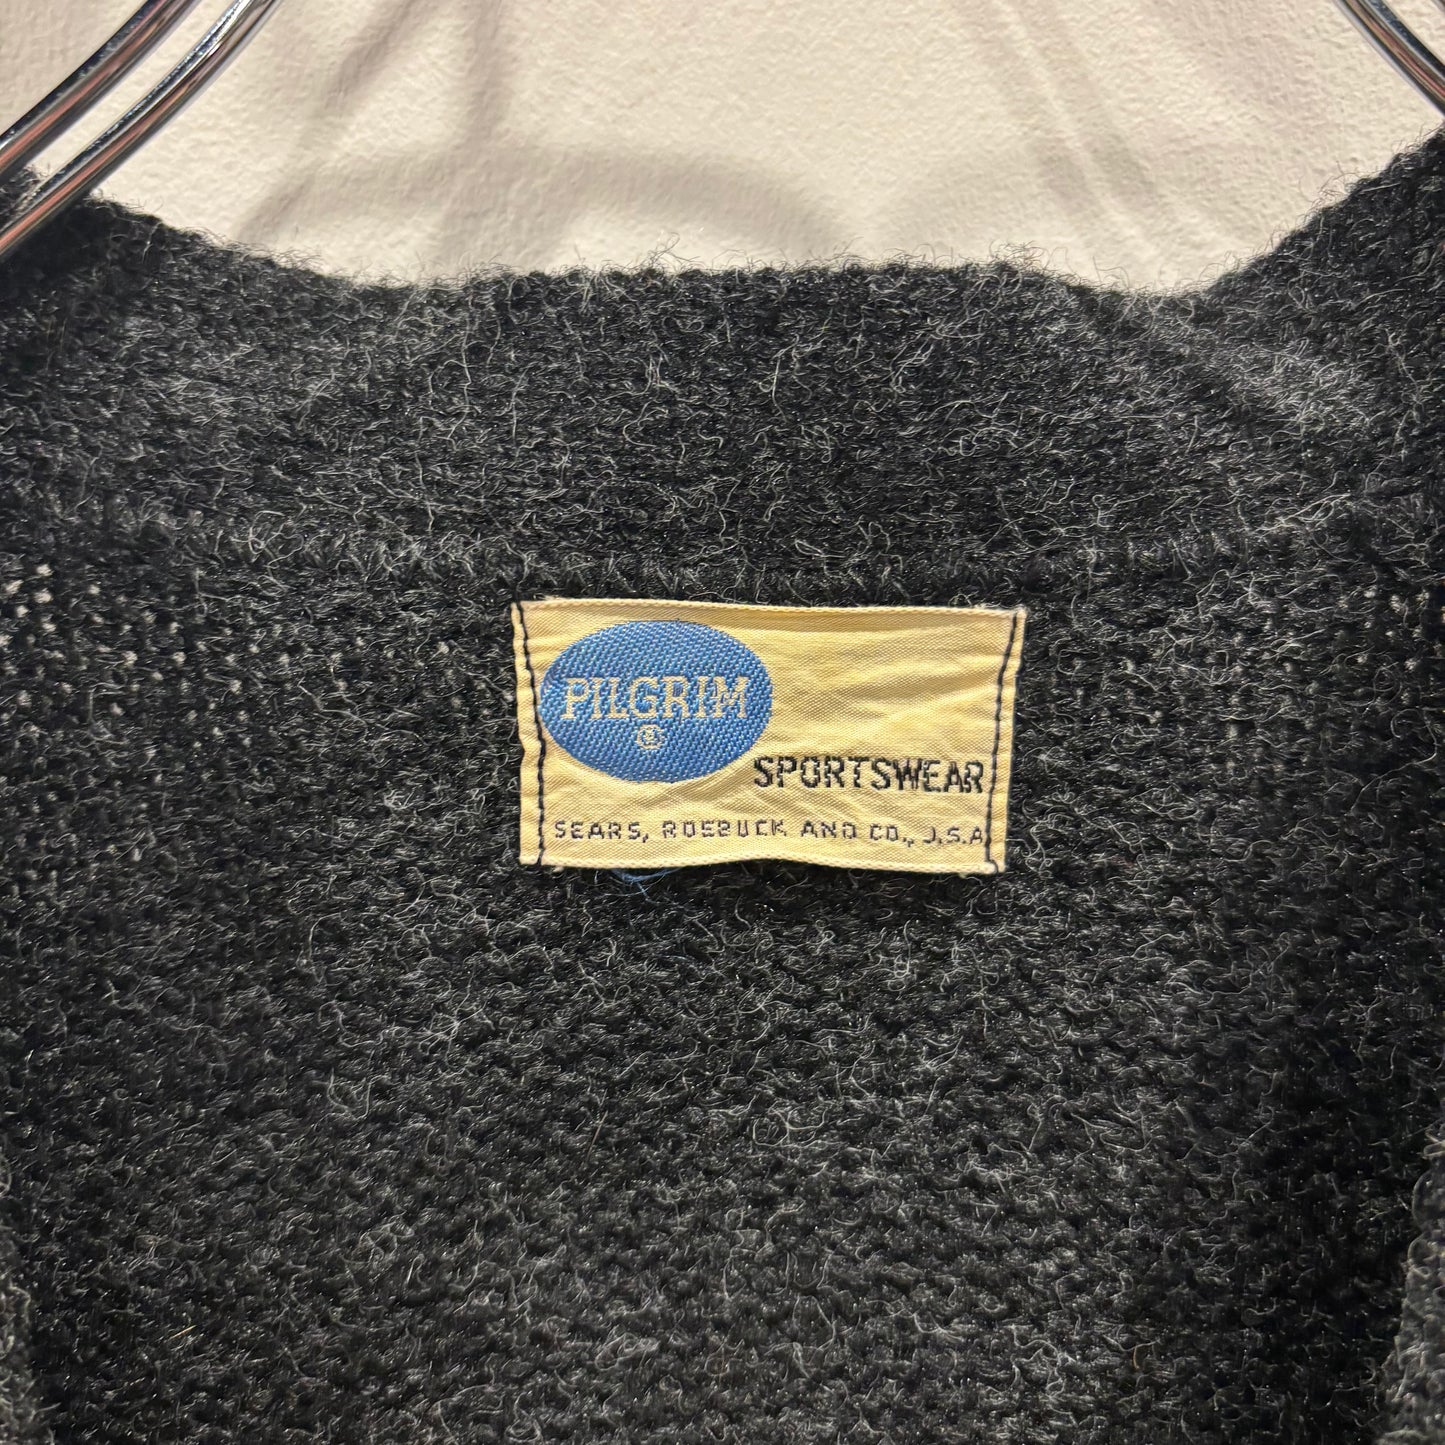 PILGRIM
®
SPORTSWEAR
SEARS, ROEBUCK AND CO., U.S.A